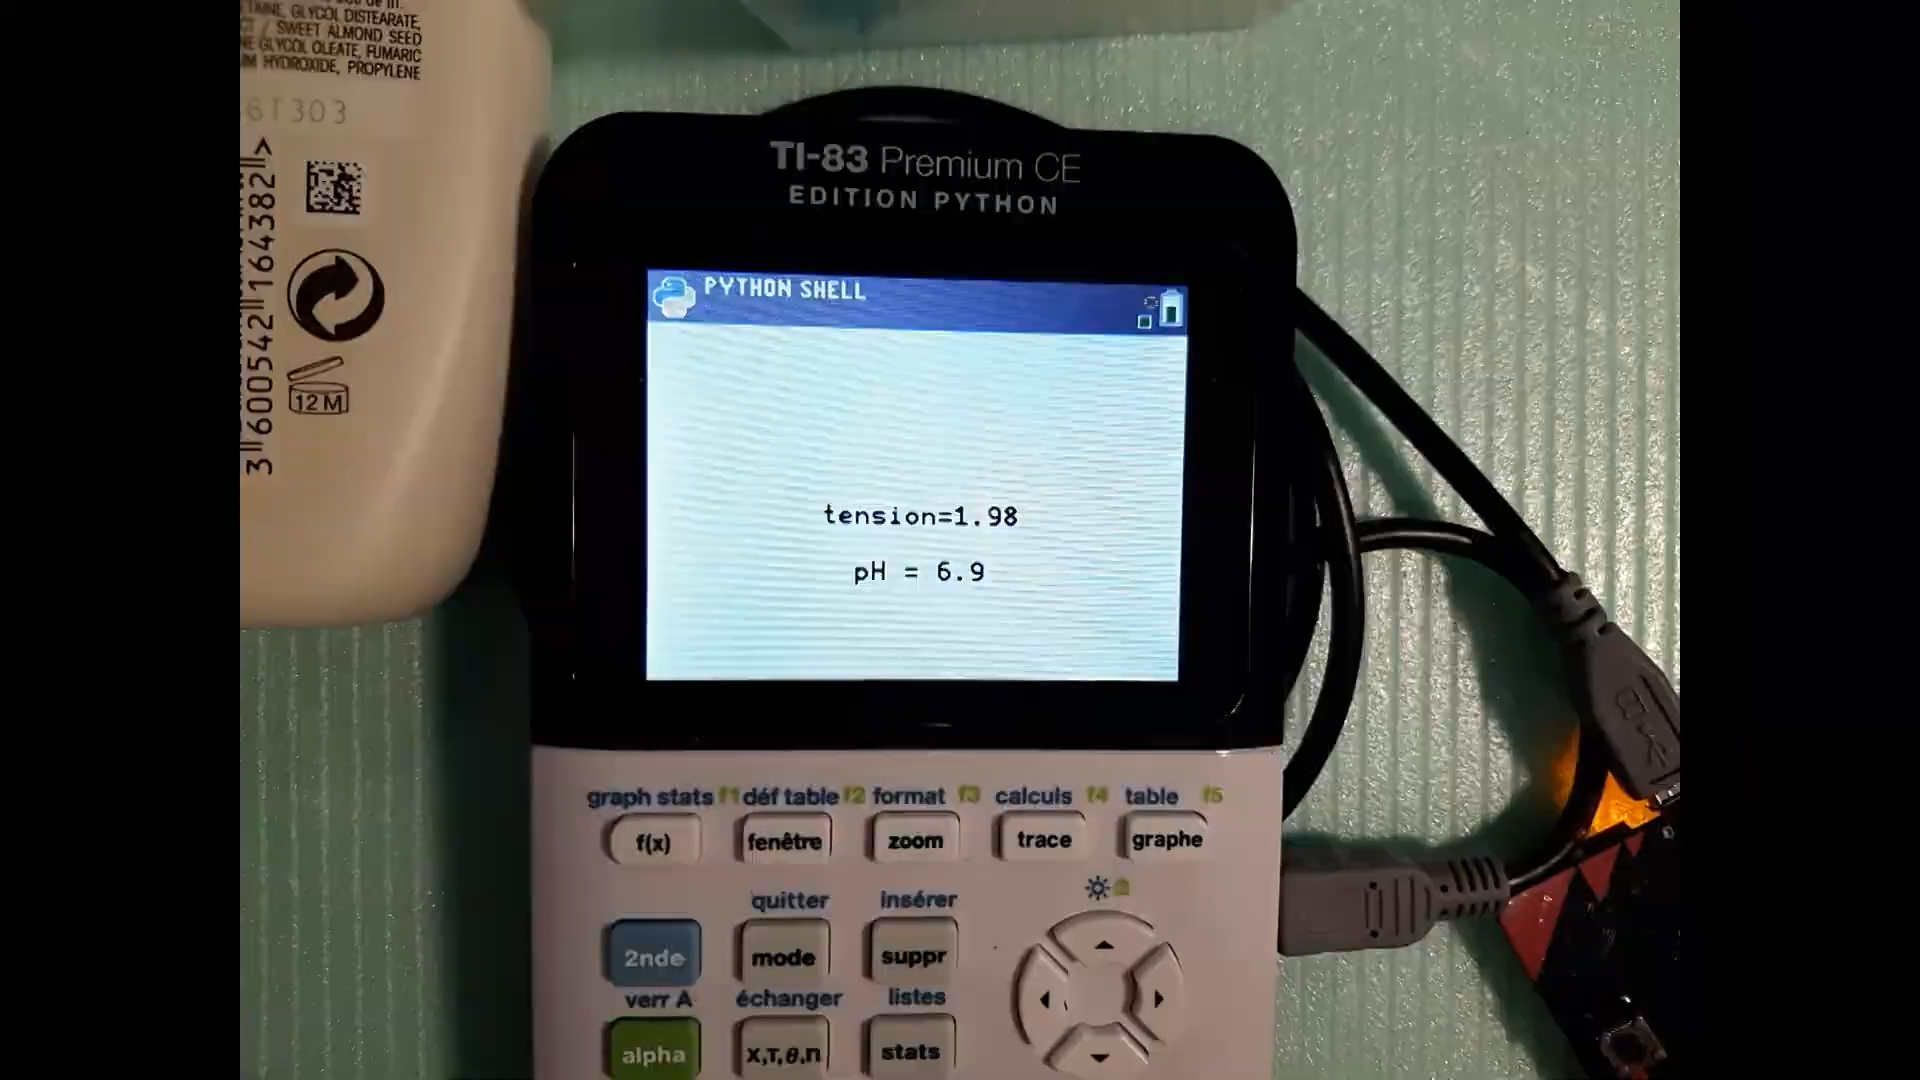 GLYCOL DISTEARATE,
/ SWEET ALMOND SEED
GLYCOL OLEATE, FUMARIC
HYDROXIDE, PROPYLENE
6T303
3 600542 164382 >
12 M
TI-83 Premium CE
EDITION PYTHON
PYTHON SHELL
tension=1.98
pH = 6.9
graph stats f1 déf table f2 format f3 calculs f4 table f5
f(x) fenêtre zoom trace graphe
quitter insérer
2nde mode suppr
verr A échanger listes
alpha X,T,θ,n stats